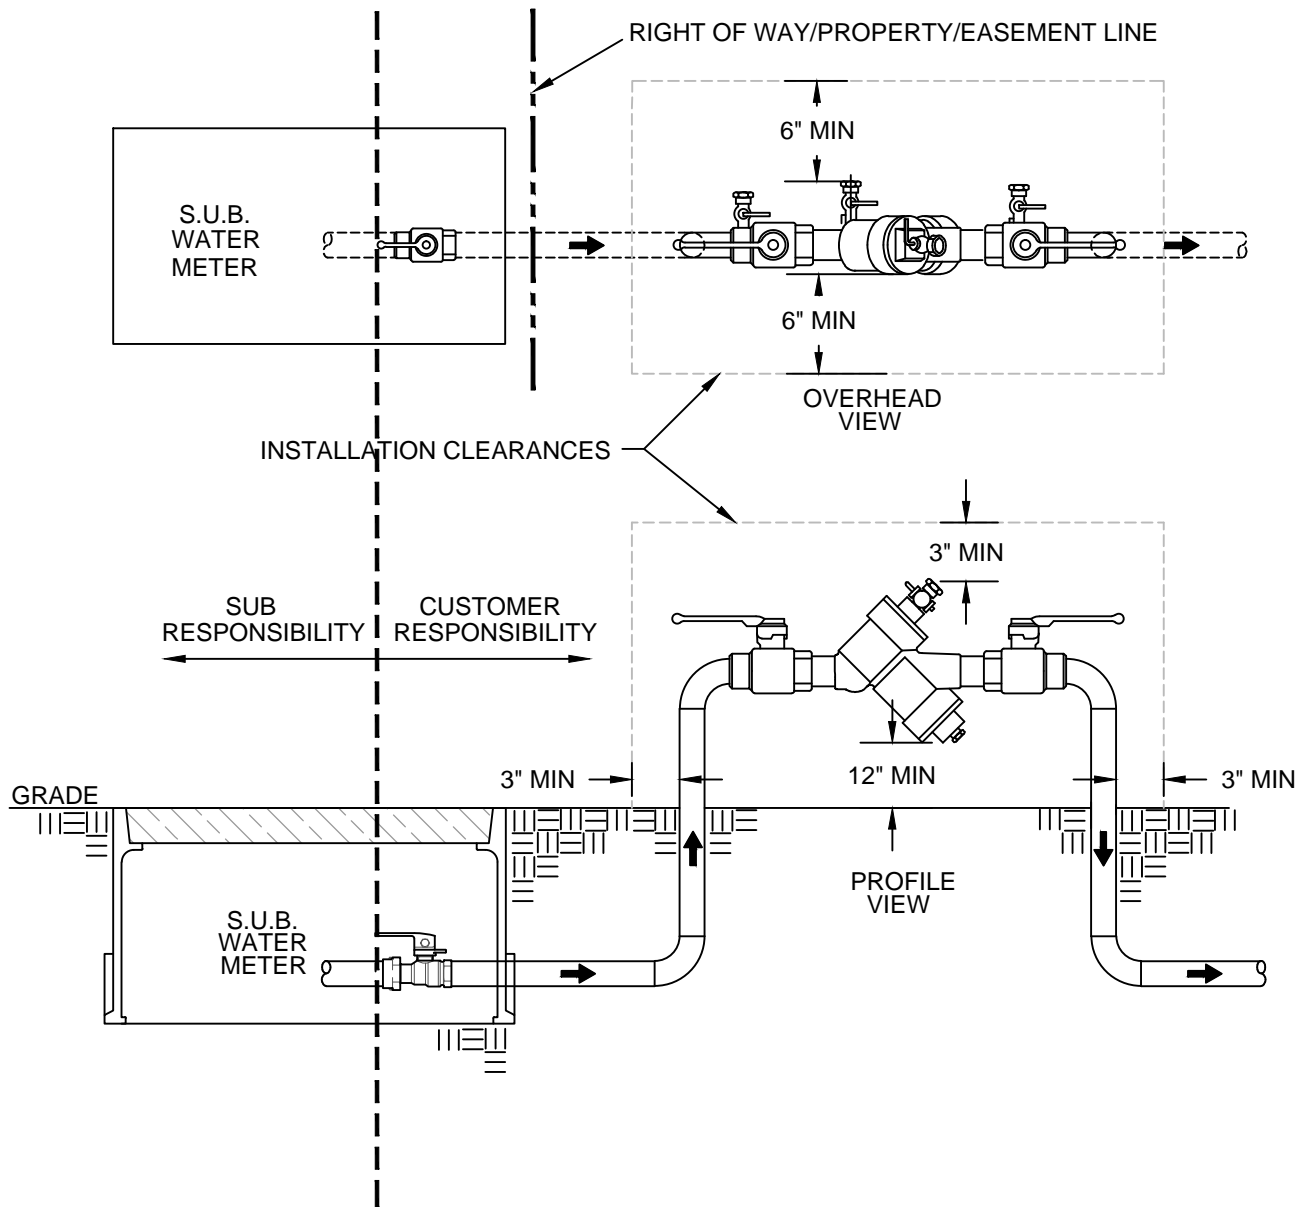 RIGHT OF WAY/PROPERTY/EASEMENT LINE
6" MIN
S.U.B.
WATER
METER
6" MIN
OVERHEAD
VIEW
INSTALLATION CLEARANCES
3" MIN
SUB
RESPONSIBILITY
CUSTOMER
RESPONSIBILITY
3" MIN
12" MIN
3" MIN
GRADE
PROFILE
VIEW
S.U.B.
WATER
METER